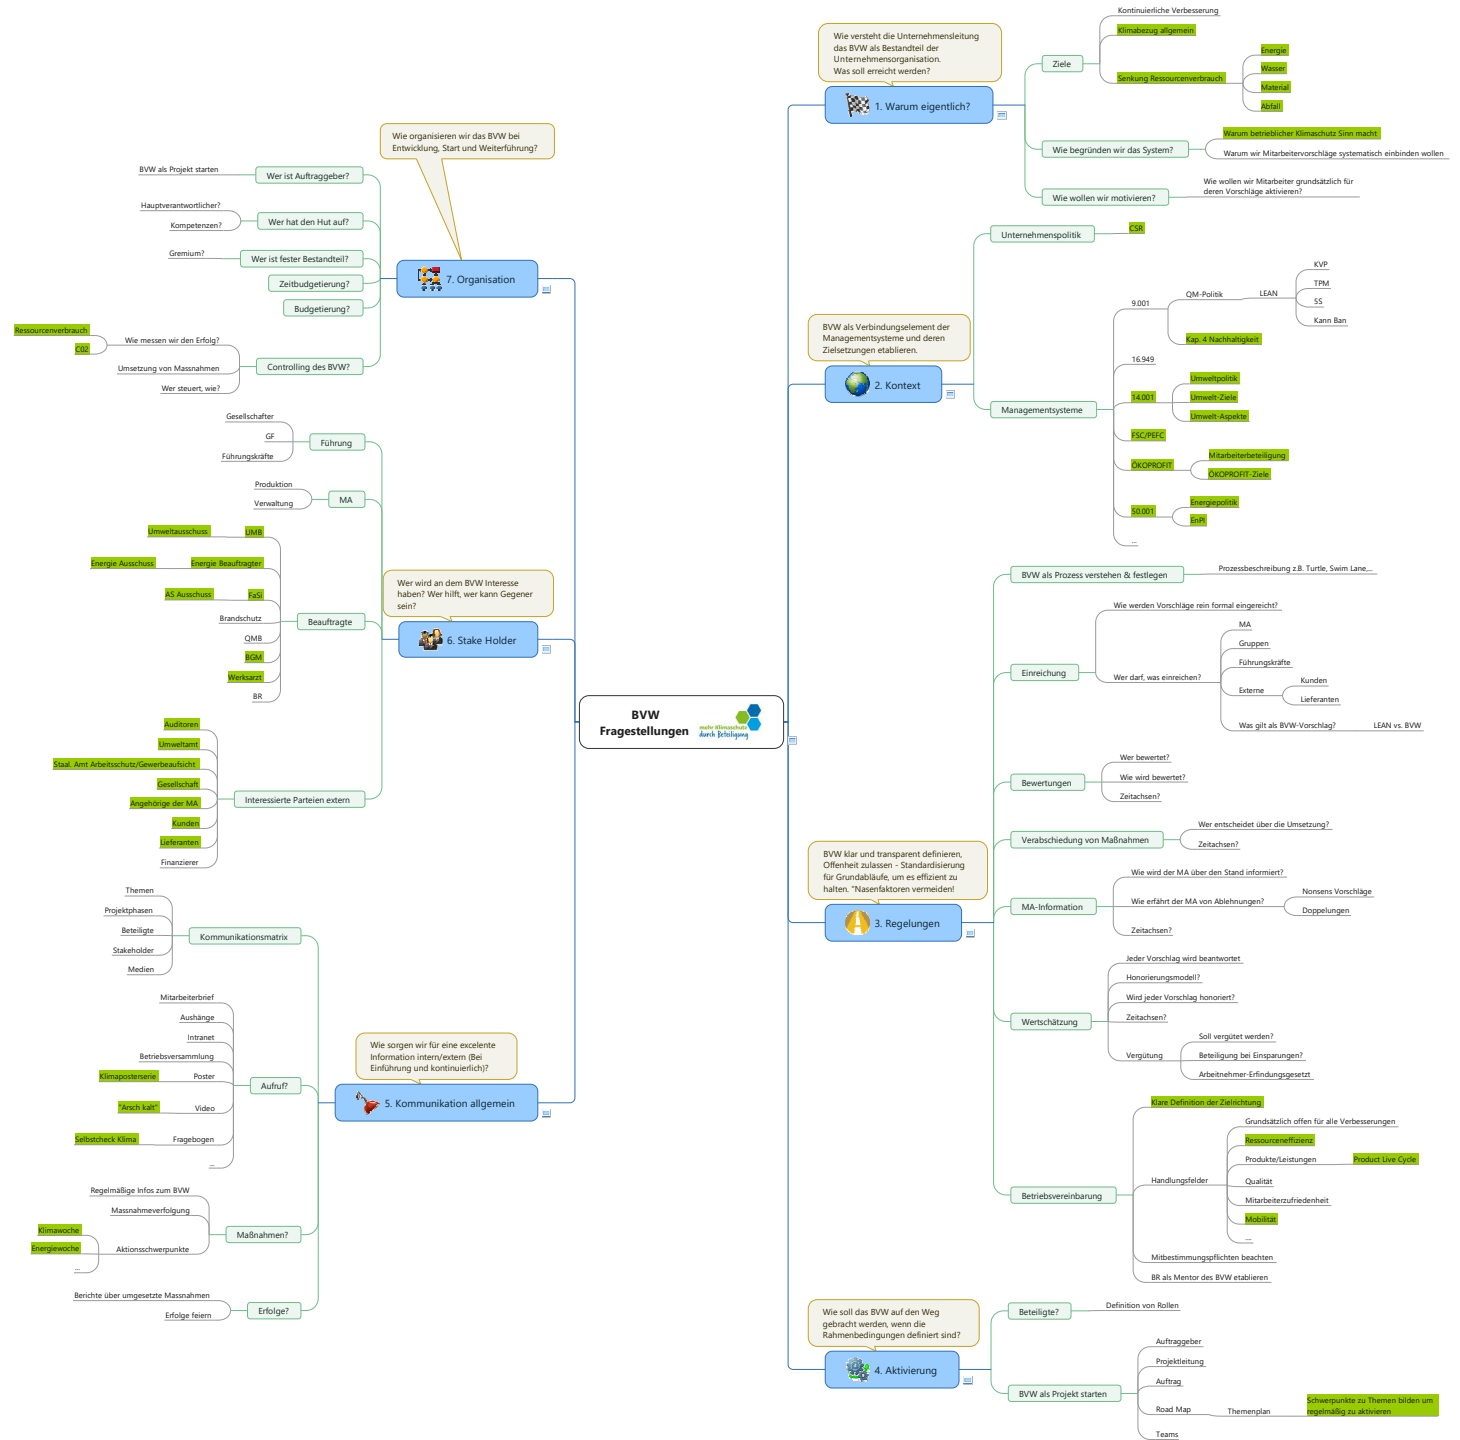 BVW
Fragestellungen
mehr Klimaschutz
durch Beteiligung
Wie versteht die Unternehmensleitung
das BVW als Bestandteil der
Unternehmensorganisation.
Was soll erreicht werden?
1. Warum eigentlich?
Ziele
Kontinuierliche Verbesserung
Klimabezug allgemein
Senkung Ressourcenverbrauch
Energie
Wasser
Material
Abfall
Wie begründen wir das System?
Warum betrieblicher Klimaschutz Sinn macht
Warum wir Mitarbeitervorschläge systematisch einbinden wollen
Wie wollen wir motivieren?
Wie wollen wir Mitarbeiter grundsätzlich für
deren Vorschläge aktivieren?
BVW als Verbindungselement der
Managementsysteme und deren
Zielsetzungen etablieren.
2. Kontext
Unternehmenspolitik
CSR
Managementsysteme
9.001
QM-Politik
LEAN
KVP
TPM
5S
Kann Ban
Kap. 4 Nachhaltigkeit
16.949
14.001
Umweltpolitik
Umwelt-Ziele
Umwelt-Aspekte
FSC/PEFC
ÖKOPROFIT
Mitarbeiterbeteiligung
ÖKOPROFIT-Ziele
50.001
Energiepolitik
EnPI
...
BVW klar und transparent definieren,
Offenheit zulassen - Standardisierung
für Grundabläufe, um es effizient zu
halten. "Nasenfaktoren vermeiden!
3. Regelungen
BVW als Prozess verstehen & festlegen
Prozessbeschreibung z.B. Turtle, Swim Lane,...
Einreichung
Wie werden Vorschläge rein formal eingereicht?
Wer darf, was einreichen?
MA
Gruppen
Führungskräfte
Externe
Kunden
Lieferanten
Was gilt als BVW-Vorschlag?
LEAN vs. BVW
Bewertungen
Wer bewertet?
Wie wird bewertet?
Zeitachsen?
Verabschiedung von Maßnahmen
Wer entscheidet über die Umsetzung?
Zeitachsen?
MA-Information
Wie wird der MA über den Stand informiert?
Wie erfährt der MA von Ablehnungen?
Nonsens Vorschläge
Doppelungen
Zeitachsen?
Wertschätzung
Jeder Vorschlag wird beantwortet
Honorierungsmodell?
Wird jeder Vorschlag honoriert?
Zeitachsen?
Vergütung
Soll vergütet werden?
Beteiligung bei Einsparungen?
Arbeitnehmer-Erfindungsgesetzt
Betriebsvereinbarung
Klare Definition der Zielrichtung
Handlungsfelder
Grundsätzlich offen für alle Verbesserungen
Ressourceneffizienz
Produkte/Leistungen
Product Live Cycle
Qualität
Mitarbeiterzufriedenheit
Mobilität
....
Mitbestimmungspflichten beachten
BR als Mentor des BVW etablieren
Wie soll das BVW auf den Weg
gebracht werden, wenn die
Rahmenbedingungen definiert sind?
4. Aktivierung
Beteiligte?
Definition von Rollen
BVW als Projekt starten
Auftraggeber
Projektleitung
Auftrag
Road Map
Themenplan
Schwerpunkte zu Themen bilden um
regelmäßig zu aktivieren
Teams
Wie sorgen wir für eine excelente
Information intern/extern (Bei
Einführung und kontinuierlich)?
5. Kommunikation allgemein
Kommunikationsmatrix
Themen
Projektphasen
Beteiligte
Stakeholder
Medien
Aufruf?
Mitarbeiterbrief
Aushänge
Intranet
Betriebsversammlung
Poster
Klimaposterserie
Video
"Arsch kalt"
Fragebogen
Selbstcheck Klima
...
Maßnahmen?
Regelmäßige Infos zum BVW
Massnahmeverfolgung
Aktionsschwerpunkte
Klimawoche
Energiewoche
...
Erfolge?
Berichte über umgesetzte Massnahmen
Erfolge feiern
Wer wird an dem BVW Interesse
haben? Wer hilft, wer kann Gegener
sein?
6. Stake Holder
Führung
Gesellschafter
GF
Führungskräfte
MA
Produktion
Verwaltung
Beauftragte
UMB
Umweltausschuss
Energie Beauftragter
Energie Ausschuss
FaSi
AS Ausschuss
Brandschutz
QMB
BGM
Werksarzt
BR
Interessierte Parteien extern
Auditoren
Umweltamt
Staal. Amt Arbeitsschutz/Gewerbeaufsicht
Gesellschaft
Angehörige der MA
Kunden
Lieferanten
Finanzierer
Wie organisieren wir das BVW bei
Entwicklung, Start und Weiterführung?
7. Organisation
Wer ist Auftraggeber?
BVW als Projekt starten
Wer hat den Hut auf?
Hauptverantwortlicher?
Kompetenzen?
Wer ist fester Bestandteil?
Gremium?
Zeitbudgetierung?
Budgetierung?
Controlling des BVW?
Wie messen wir den Erfolg?
Ressourcenverbrauch
C02
Umsetzung von Massnahmen
Wer steuert, wie?